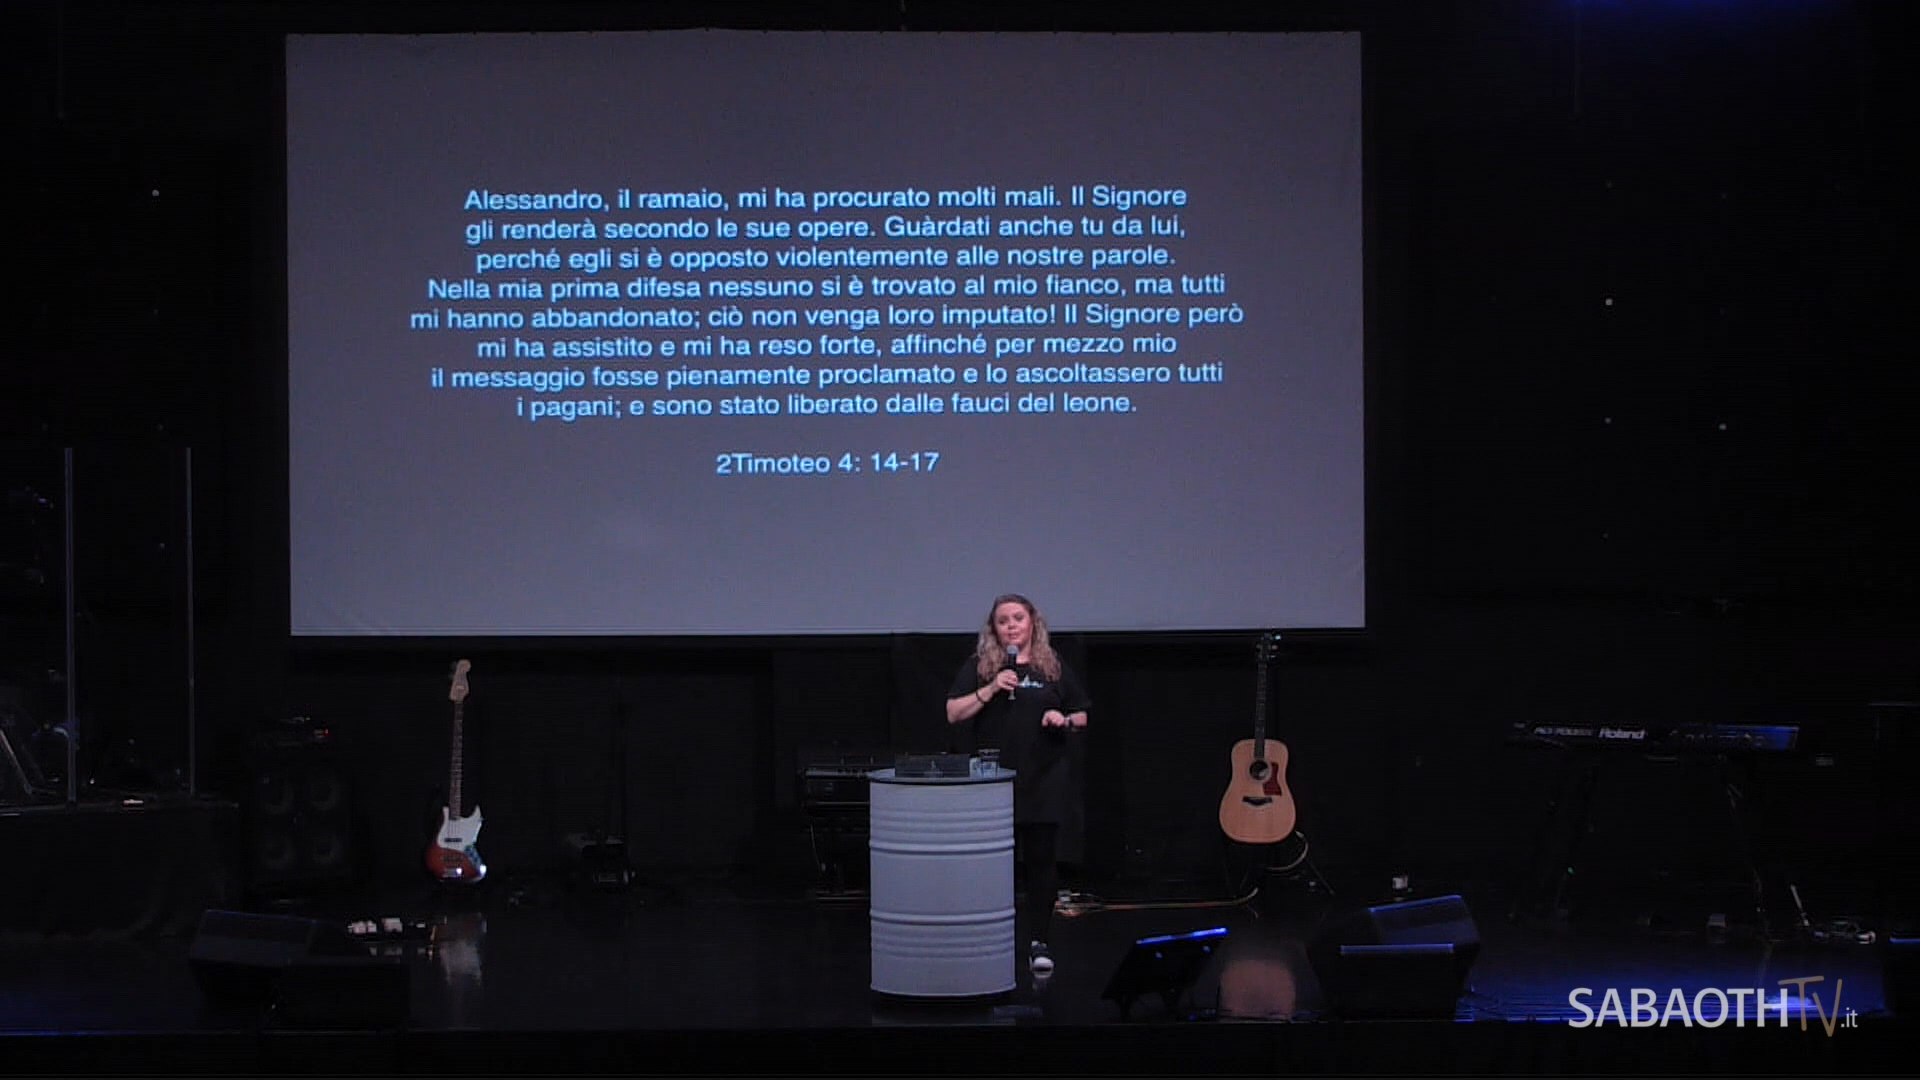 Alessandro, il ramaio, mi ha procurato molti mali. Il Signore
gli renderà secondo le sue opere. Guàrdati anche tu da lui,
perché egli si è opposto violentemente alle nostre parole.
Nella mia prima difesa nessuno si è trovato al mio fianco, ma tutti
mi hanno abbandonato; ciò non venga loro imputato! Il Signore però
mi ha assistito e mi ha reso forte, affinché per mezzo mio
il messaggio fosse pienamente proclamato e lo ascoltassero tutti
i pagani; e sono stato liberato dalle fauci del leone.
2Timoteo 4: 14-17
Roland
SABAOTHTV.it